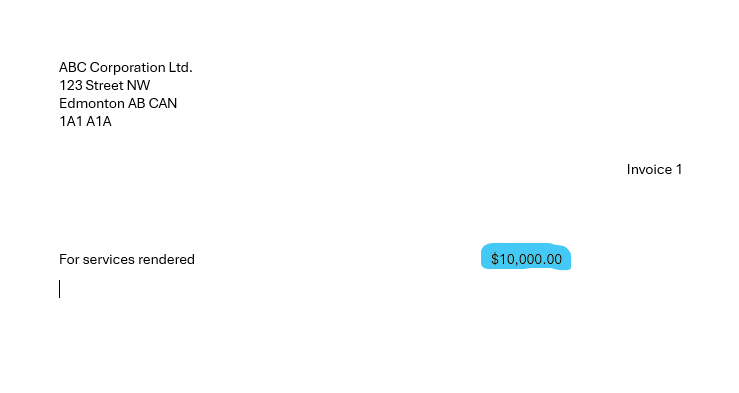 ABC Corporation Ltd.
123 Street NW
Edmonton AB CAN
1A1 A1A
Invoice 1
For services rendered $10,000.00